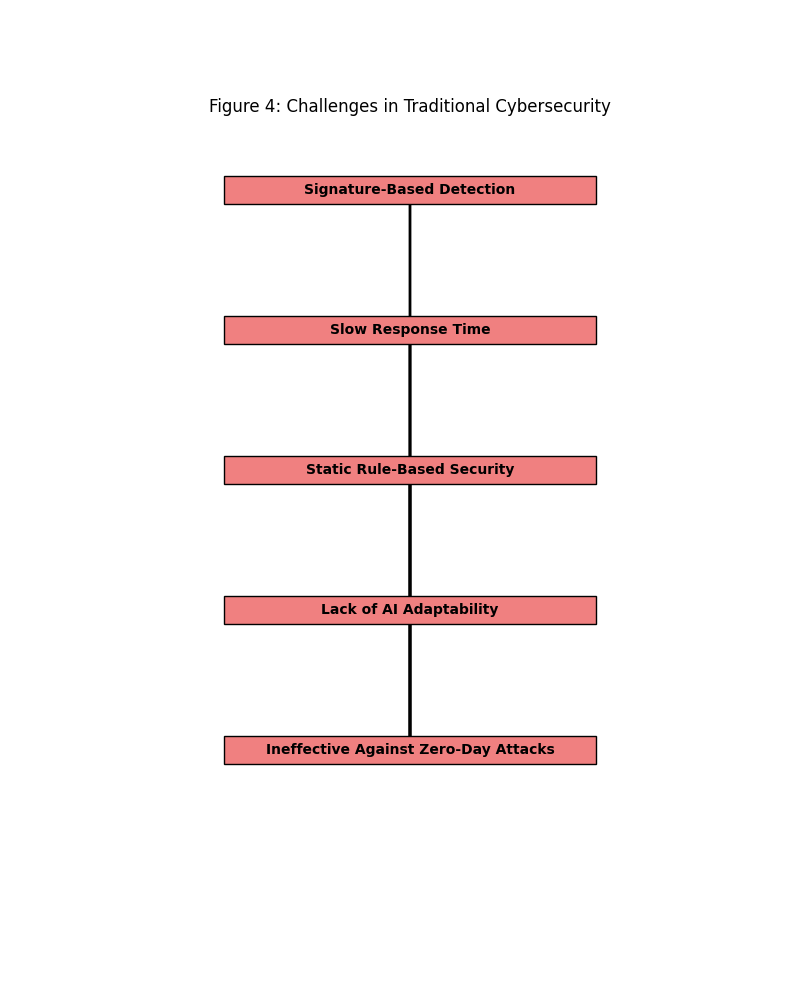 Figure 4: Challenges in Traditional Cybersecurity
Signature-Based Detection
Slow Response Time
Static Rule-Based Security
Lack of AI Adaptability
Ineffective Against Zero-Day Attacks